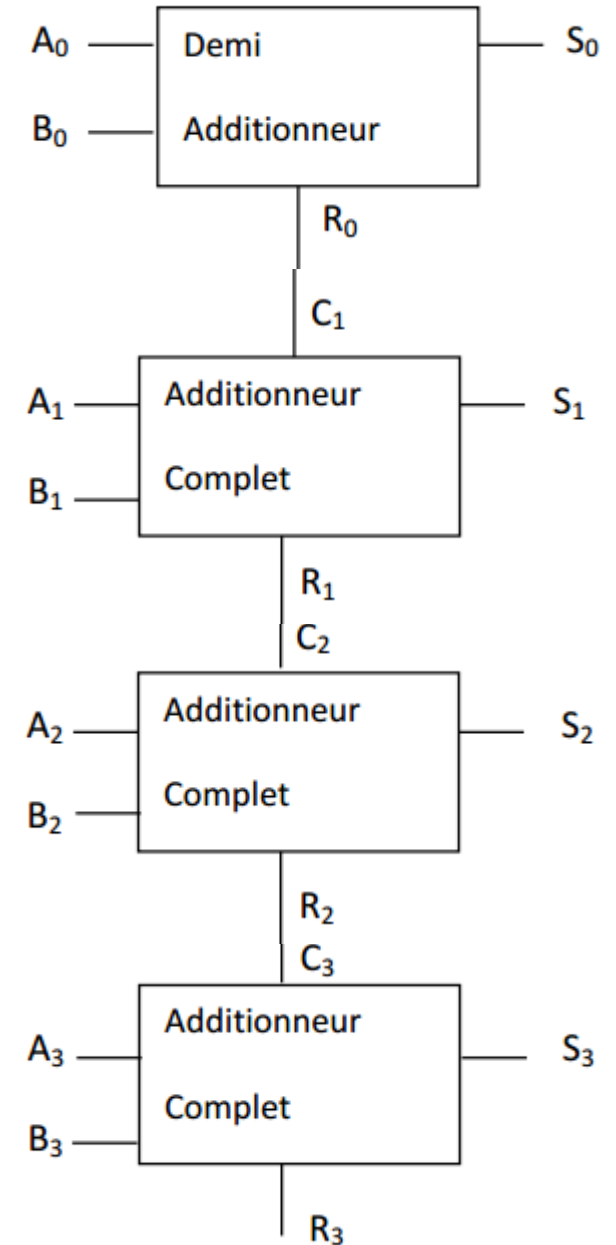 A₀ Demi S₀
B₀ Additionneur
R₀
C₁
A₁ Additionneur S₁
B₁ Complet
R₁
C₂
A₂ Additionneur S₂
B₂ Complet
R₂
C₃
A₃ Additionneur S₃
B₃ Complet
R₃